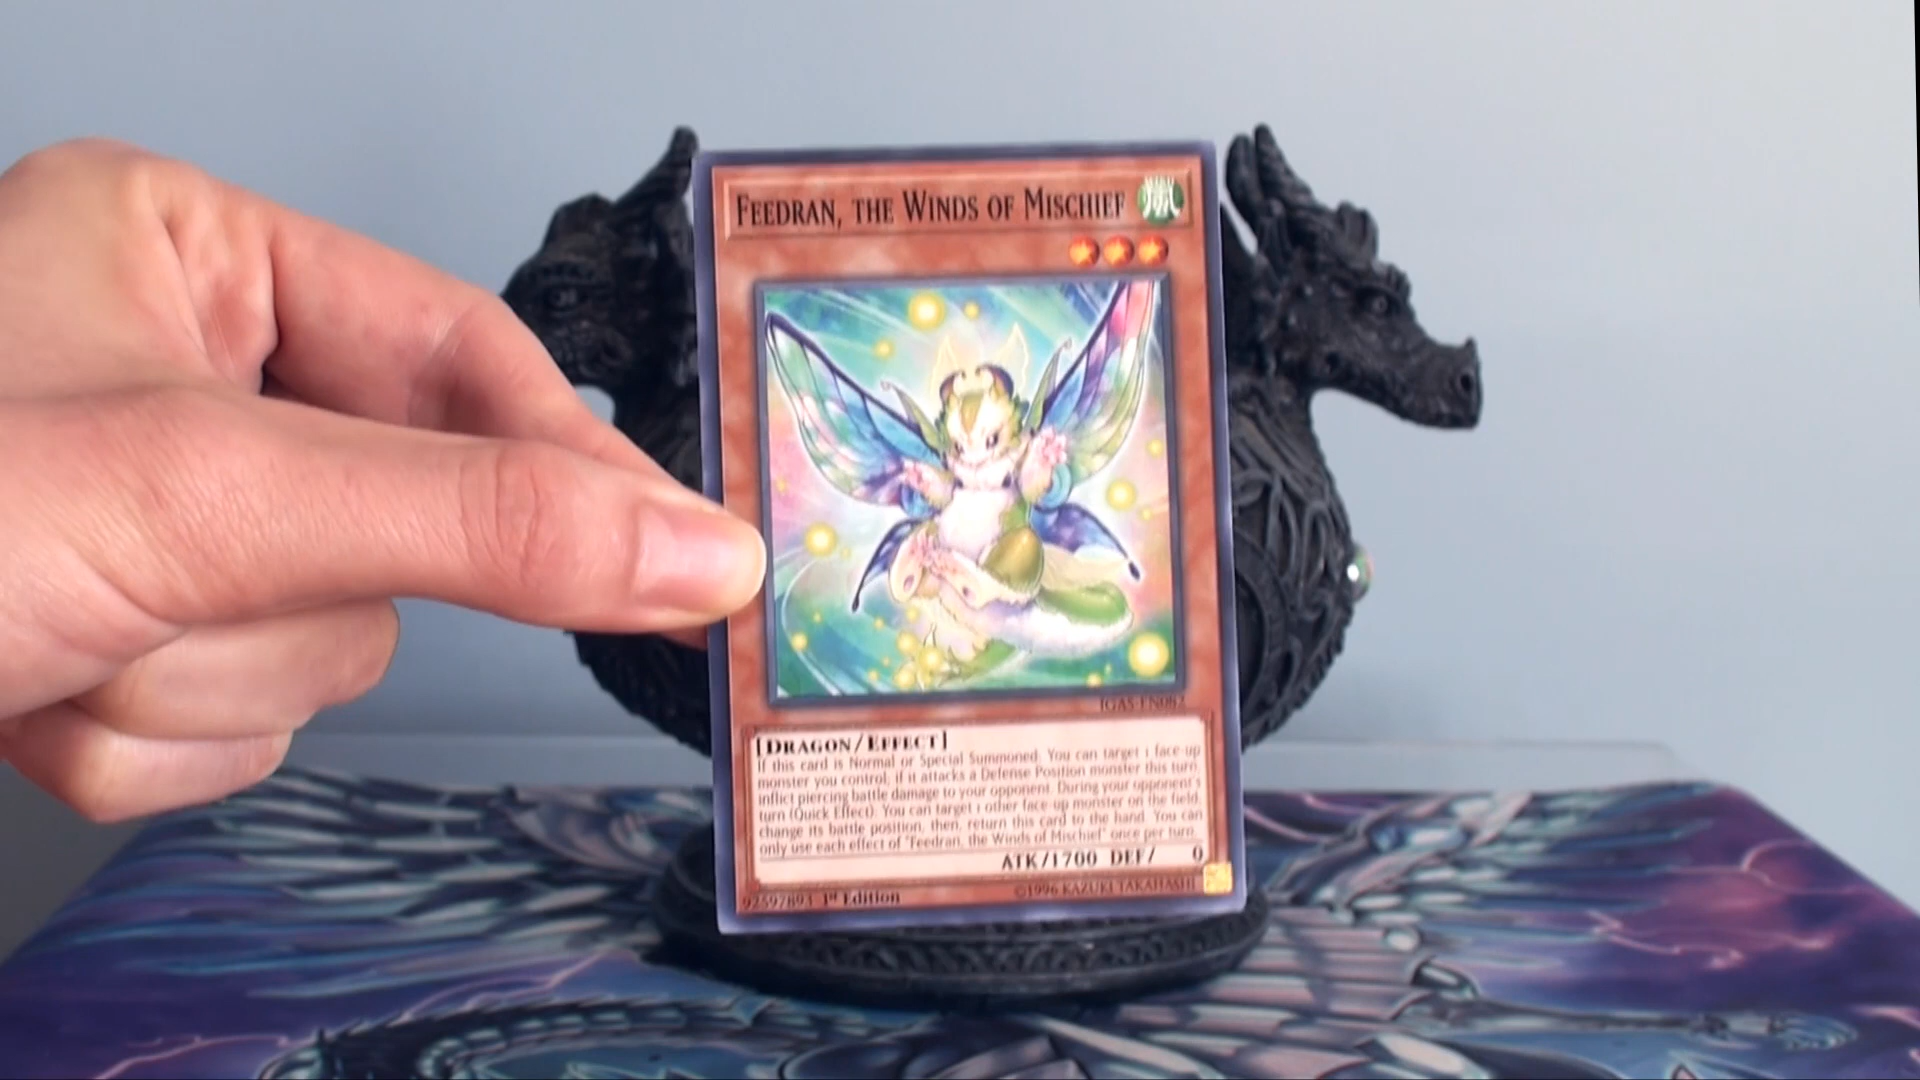 FEEDRAN, THE WINDS OF MISCHIEF
風
IGAS-EN082
[DRAGON/EFFECT]
If this card is Normal or Special Summoned: You can target 1 face-up
monster you control; if it attacks a Defense Position monster this turn,
inflict piercing battle damage to your opponent. During your opponent's
turn (Quick Effect): You can target 1 other face-up monster on the field;
change its battle position, then, return this card to the hand. You can
only use each effect of "Feedran, the Winds of Mischief" once per turn.
ATK/1700 DEF/ 0
92597893 1st Edition ©1996 KAZUKI TAKAHASHI